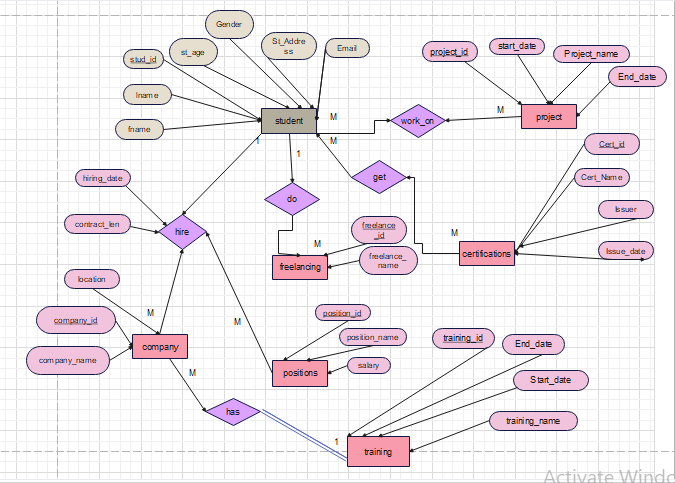 Gender
st_age
St_Addre
ss
Email
stud_id
lname
fname
student
M
M
1
1
project_id
start_date
Project_name
End_date
M
work_on
project
Cert_id
Cert_Name
Issuer
Issue_date
get
M
certifications
do
M
freelance
_id
freelance_
name
freelancing
hiring_date
contract_len
hire
location
company_id
company_name
M
company
M
M
position_id
position_name
salary
positions
training_id
End_date
Start_date
training_name
has
1
training
Activate Windo